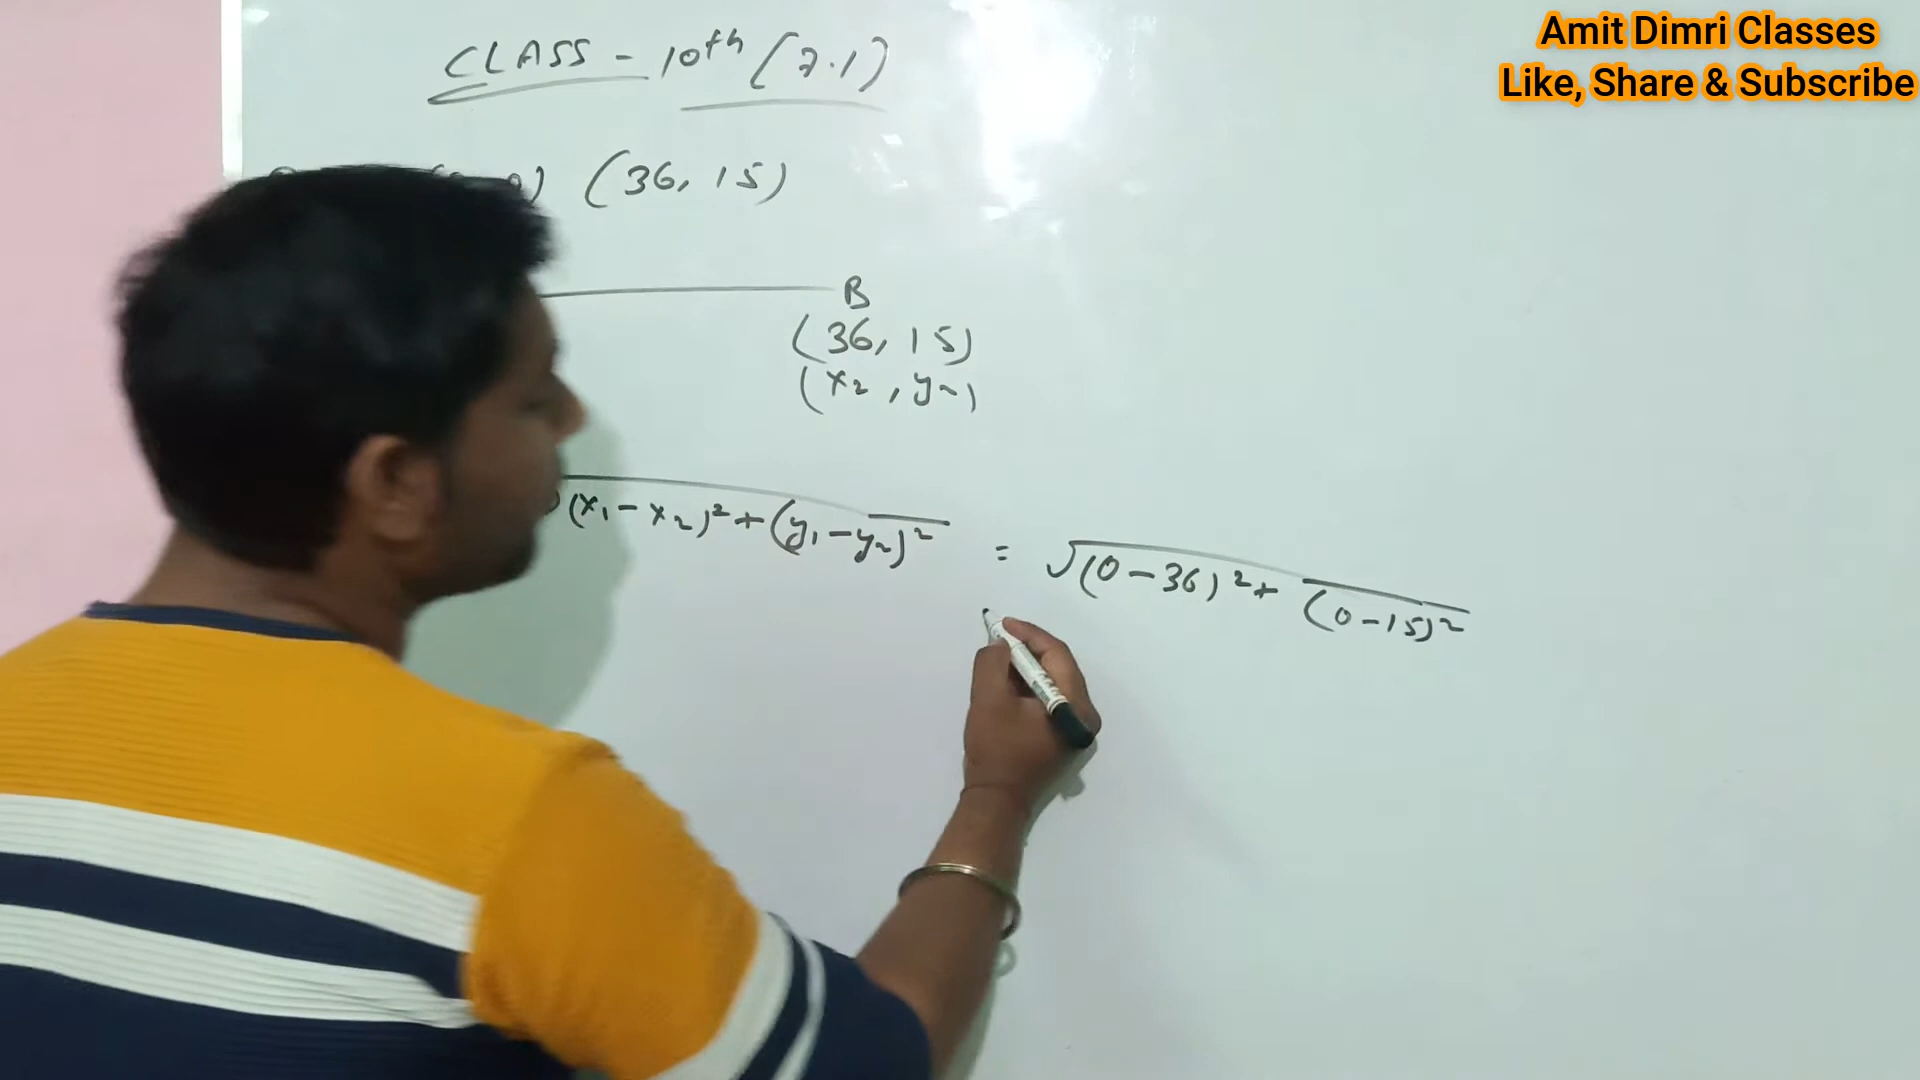 Amit Dimri Classes
Like, Share & Subscribe
CLASS - 10th (7.1)
(36, 15)
B
(36, 15)
(x₂, y₂)
(x₁ - x₂)² + (y₁ - y₂)² = √(0 - 36)² + (0 - 15)²